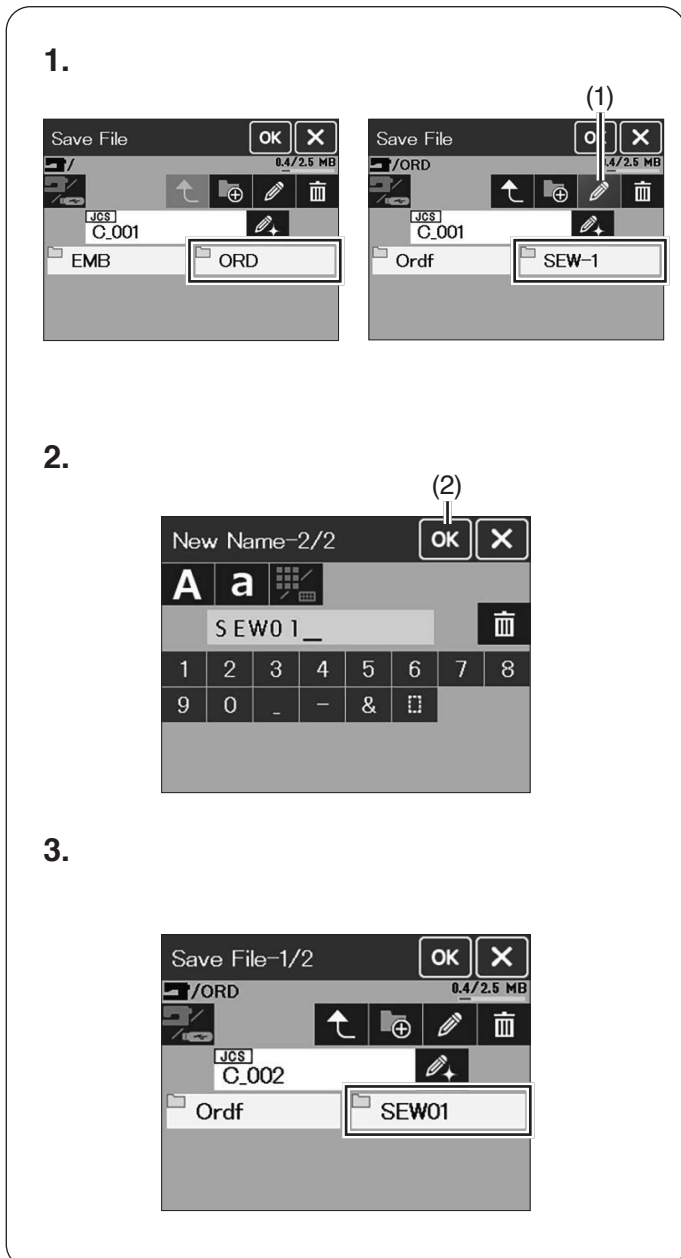 1.
(1)
Save File OK
/ 0.4/2.5 MB
JCS
C_001
EMB ORD
Save File
/ORD /2.5 MB
JCS
C_001
Ordf SEW-1
2.
(2)
New Name-2/2 OK
A a
SEW01_
1 2 3 4 5 6 7 8
9 0 _ - &
3.
Save File-1/2 OK
/ORD 0.4/2.5 MB
JCS
C_002
Ordf SEW01